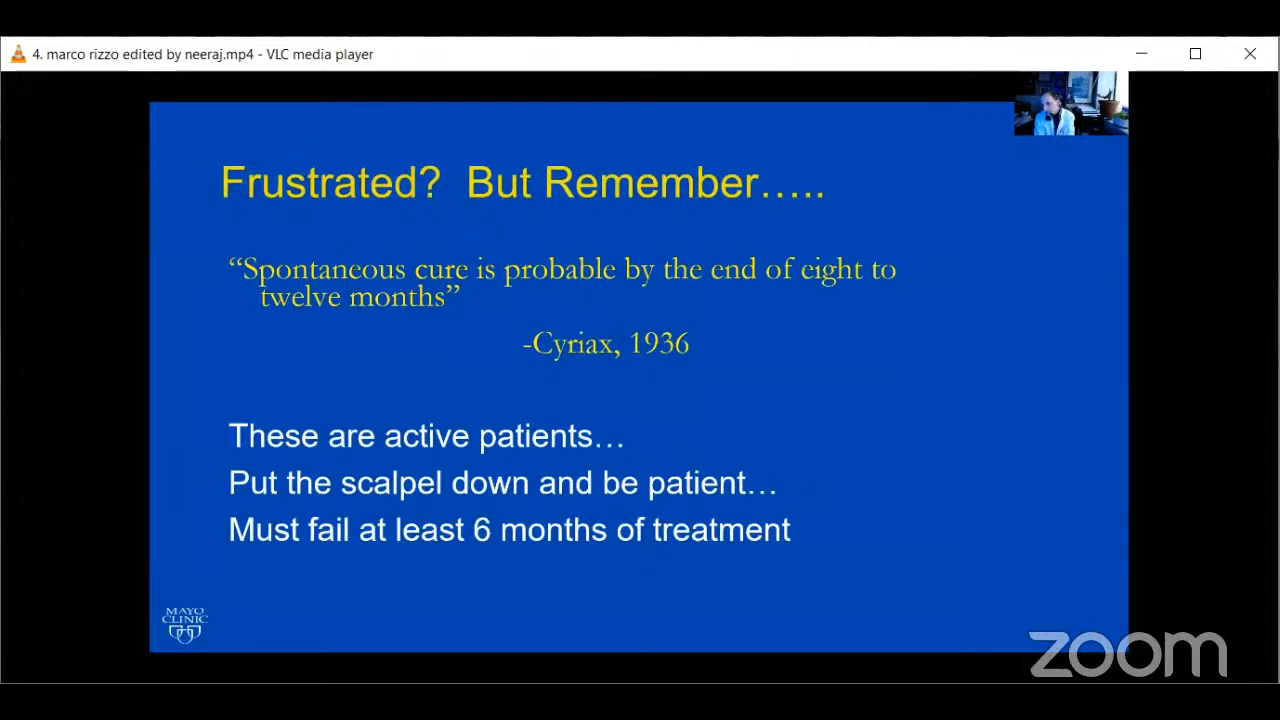 4. marco rizzo edited by neeraj.mp4 - VLC media player
Frustrated? But Remember…..
“Spontaneous cure is probable by the end of eight to
twelve months”
-Cyriax, 1936
These are active patients…
Put the scalpel down and be patient…
Must fail at least 6 months of treatment
MAYO
CLINIC
zoom